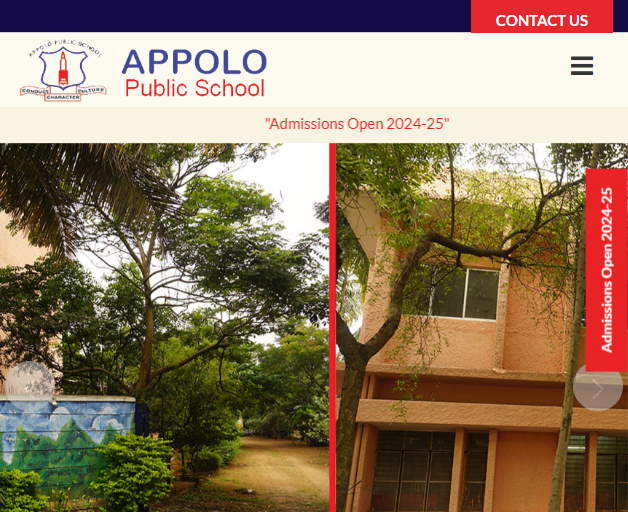 CONTACT US
APPOLO PUBLIC SCHOOL
CONDUCT
CULTURE
CHARACTER
APPOLO
Public School
"Admissions Open 2024-25"
Admissions Open 2024-25